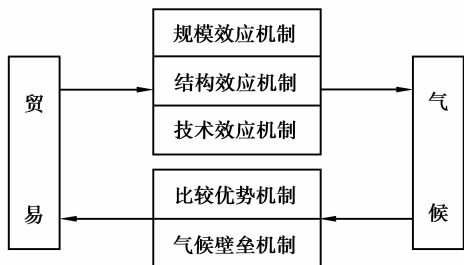 规模效应机制
结构效应机制
技术效应机制
贸易
气候
比较优势机制
气候壁垒机制